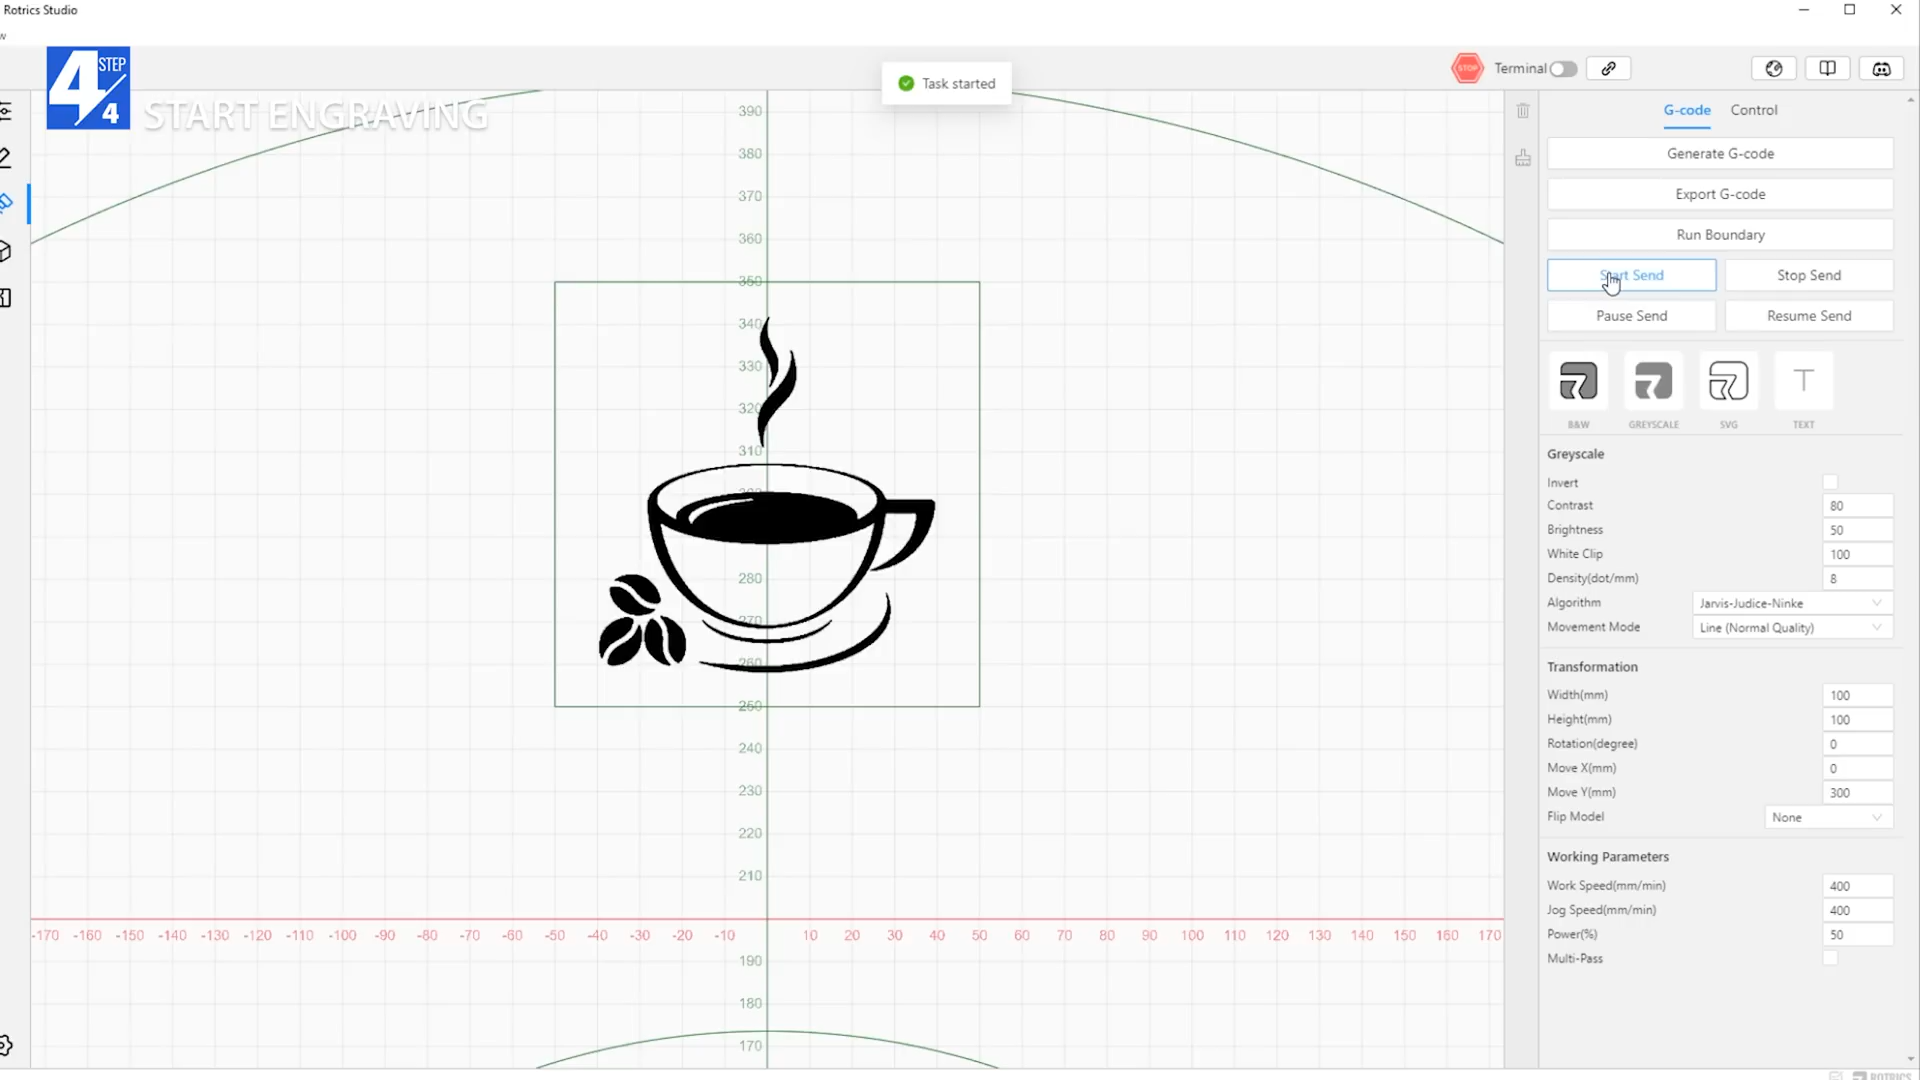 Rotrics Studio
w
4 STEP
4
START ENGRAVING
Task started
STOP
Terminal
G-code Control
Generate G-code
Export G-code
Run Boundary
Start Send Stop Send
Pause Send Resume Send
B&W GREYSCALE SVG T TEXT
Greyscale
Invert
Contrast 80
Brightness 50
White Clip 100
Density(dot/mm) 8
Algorithm Jarvis-Judice-Ninke
Movement Mode Line (Normal Quality)
Transformation
Width(mm) 100
Height(mm) 100
Rotation(degree) 0
Move X(mm) 0
Move Y(mm) 300
Flip Model None
Working Parameters
Work Speed(mm/min) 400
Jog Speed(mm/min) 400
Power(%) 50
Multi-Pass
390
380
370
360
350
340
330
320
310
280
270
260
240
230
220
210
-170 -160 -150 -140 -130 -120 -110 -100 -90 -80 -70 -60 -50 -40 -30 -20 -10 10 20 30 40 50 60 70 80 90 100 110 120 130 140 150 160 170
190
180
170
ROTRICS